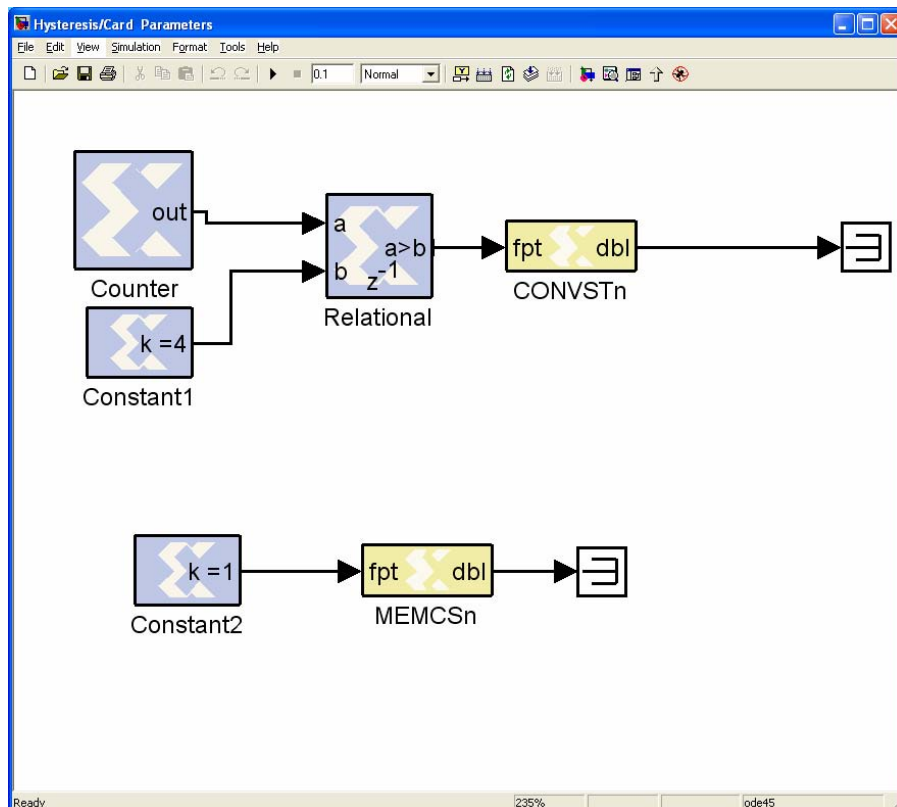 Hysteresis/Card Parameters
File Edit View Simulation Format Tools Help
0.1 Normal
out
Counter
k =4
Constant1
a
b
a>b
z-1
Relational
fpt dbl
CONVSTn
k =1
Constant2
fpt dbl
MEMCSn
Ready 235% ode45